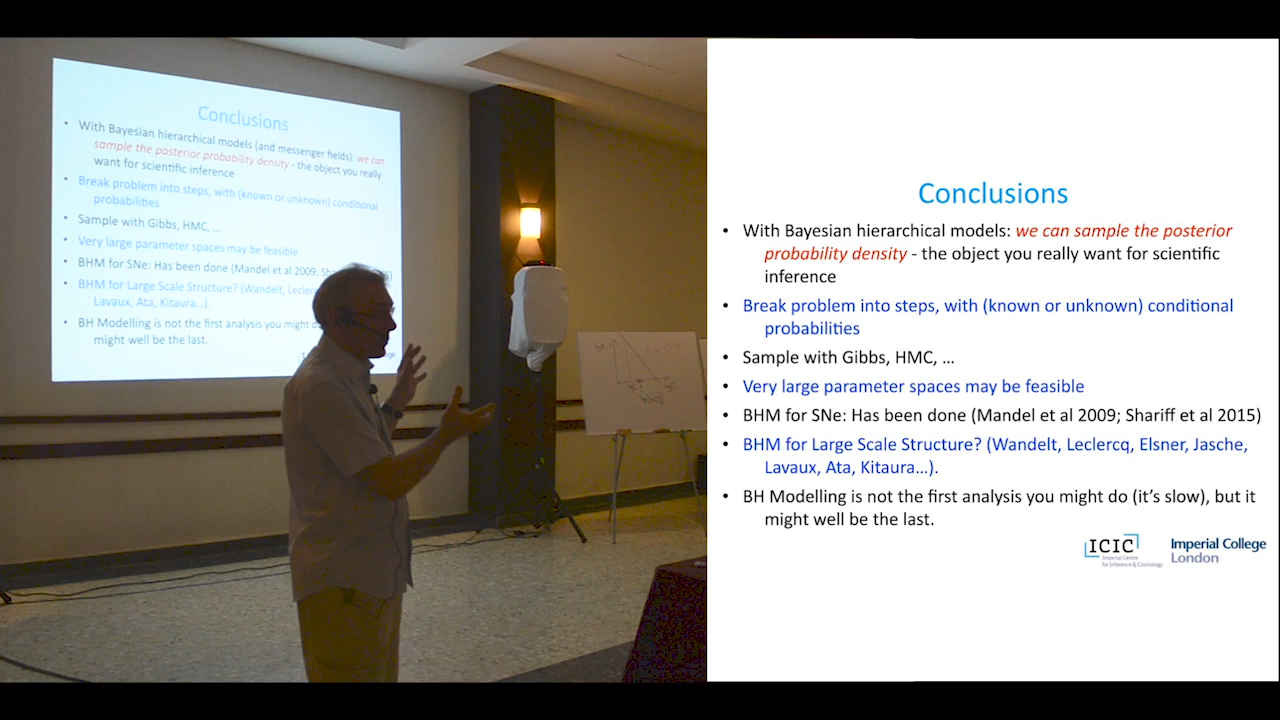 Conclusions
• With Bayesian hierarchical models (and messenger fields): we can
sample the posterior probability density - the object you really
want for scientific inference
• Break problem into steps, with (known or unknown) conditional
probabilities
• Sample with Gibbs, HMC, ...
• Very large parameter spaces may be feasible
• BHM for SNe: Has been done (Mandel et al 2009;
• BHM for Large Scale Structure? (Wandelt,
Lavaux, Ata, Kitaura...).
• BH Modelling is not the first analysis you might
might well be the last.
Conclusions
• With Bayesian hierarchical models: we can sample the posterior
probability density - the object you really want for scientific
inference
• Break problem into steps, with (known or unknown) conditional
probabilities
• Sample with Gibbs, HMC, ...
• Very large parameter spaces may be feasible
• BHM for SNe: Has been done (Mandel et al 2009; Shariff et al 2015)
• BHM for Large Scale Structure? (Wandelt, Leclercq, Elsner, Jasche,
Lavaux, Ata, Kitaura...).
• BH Modelling is not the first analysis you might do (it's slow), but it
might well be the last.
ICIC
Imperial Centre
for Inference & Cosmology
Imperial College
London